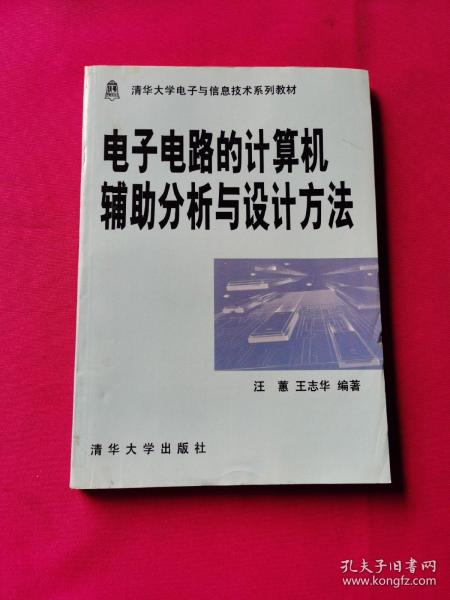 清华大学电子与信息技术系列教材
电子电路的计算机
辅助分析与设计方法
汪 蕙 王志华 编著
清华大学出版社
孔夫子旧书网
www.kongfz.com